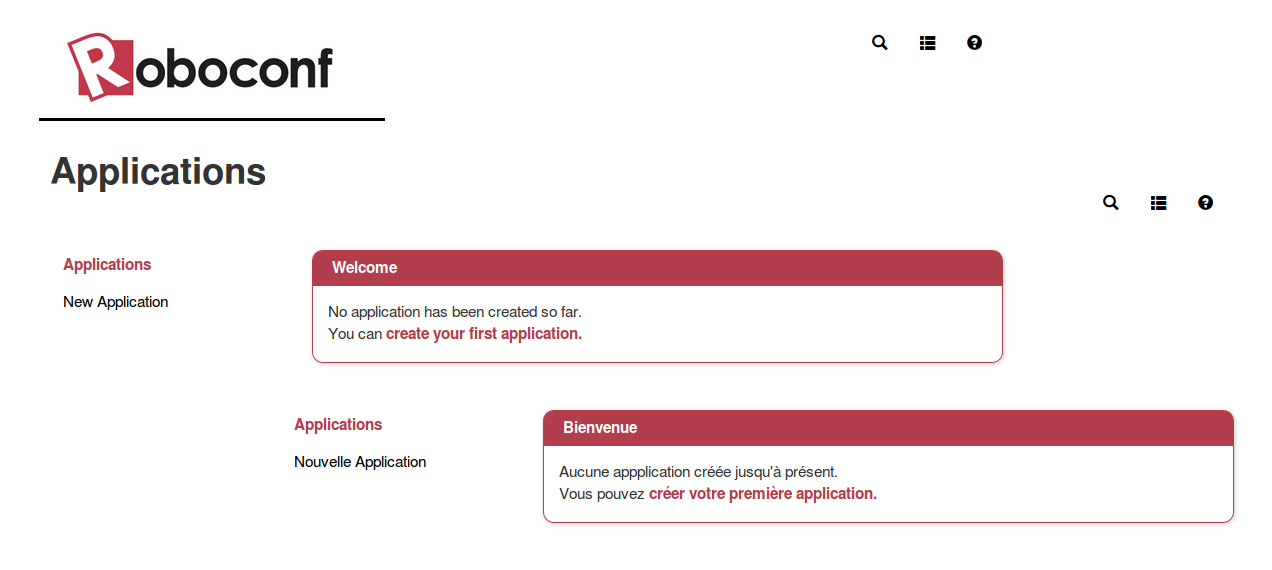 Roboconf
Applications
Applications
New Application
Welcome
No application has been created so far.
You can create your first application.
Applications
Nouvelle Application
Bienvenue
Aucune appplication créée jusqu'à présent.
Vous pouvez créer votre première application.